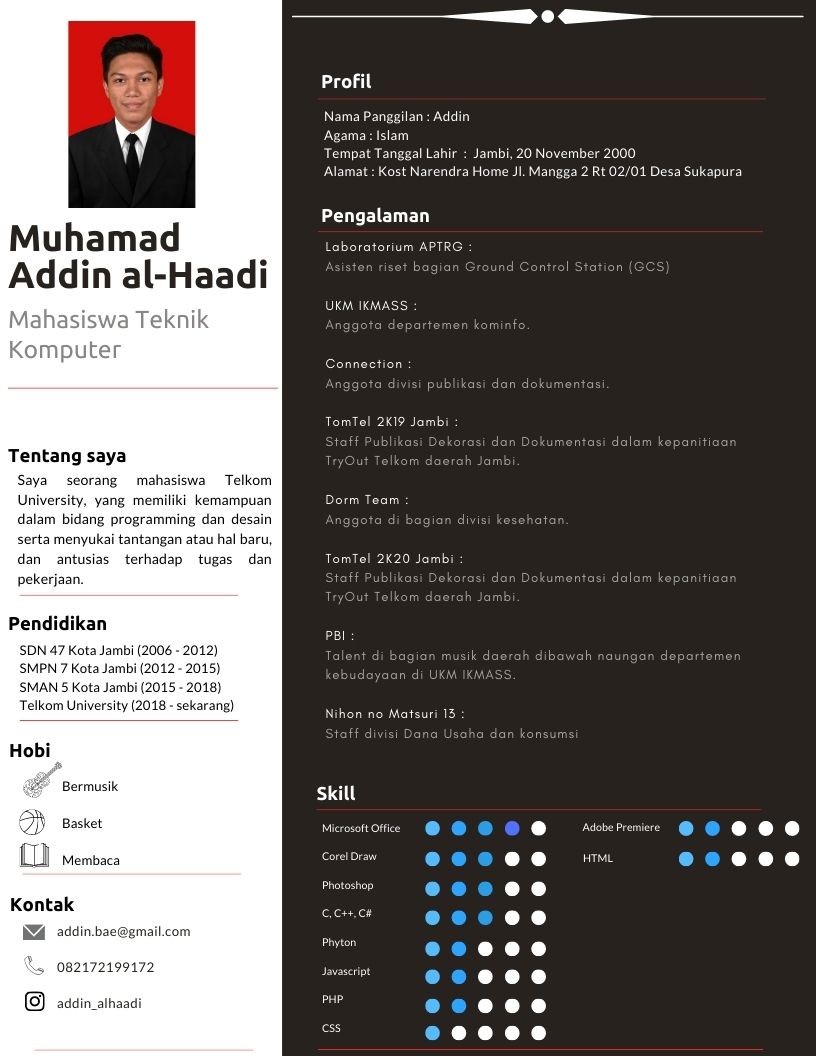 Muhamad
Addin al-Haadi
Mahasiswa Teknik
Komputer
Tentang saya
Saya seorang mahasiswa Telkom
University, yang memiliki kemampuan
dalam bidang programming dan desain
serta menyukai tantangan atau hal baru,
dan antusias terhadap tugas dan
pekerjaan.
Pendidikan
SDN 47 Kota Jambi (2006 - 2012)
SMPN 7 Kota Jambi (2012 - 2015)
SMAN 5 Kota Jambi (2015 - 2018)
Telkom University (2018 - sekarang)
Hobi
Bermusik
Basket
Membaca
Kontak
addin.bae@gmail.com
082172199172
addin_alhaadi
Profil
Nama Panggilan : Addin
Agama : Islam
Tempat Tanggal Lahir : Jambi, 20 November 2000
Alamat : Kost Narendra Home Jl. Mangga 2 Rt 02/01 Desa Sukapura
Pengalaman
Laboratorium APTRG :
Asisten riset bagian Ground Control Station (GCS)
UKM IKMASS :
Anggota departemen kominfo.
Connection :
Anggota divisi publikasi dan dokumentasi.
TomTel 2K19 Jambi :
Staff Publikasi Dekorasi dan Dokumentasi dalam kepanitiaan
TryOut Telkom daerah Jambi.
Dorm Team :
Anggota di bagian divisi kesehatan.
TomTel 2K20 Jambi :
Staff Publikasi Dekorasi dan Dokumentasi dalam kepanitiaan
TryOut Telkom daerah Jambi.
PBI :
Talent di bagian musik daerah dibawah naungan departemen
kebudayaan di UKM IKMASS.
Nihon no Matsuri 13 :
Staff divisi Dana Usaha dan konsumsi
Skill
Microsoft Office
Corel Draw
Photoshop
C, C++, C#
Phyton
Javascript
PHP
CSS
Adobe Premiere
HTML